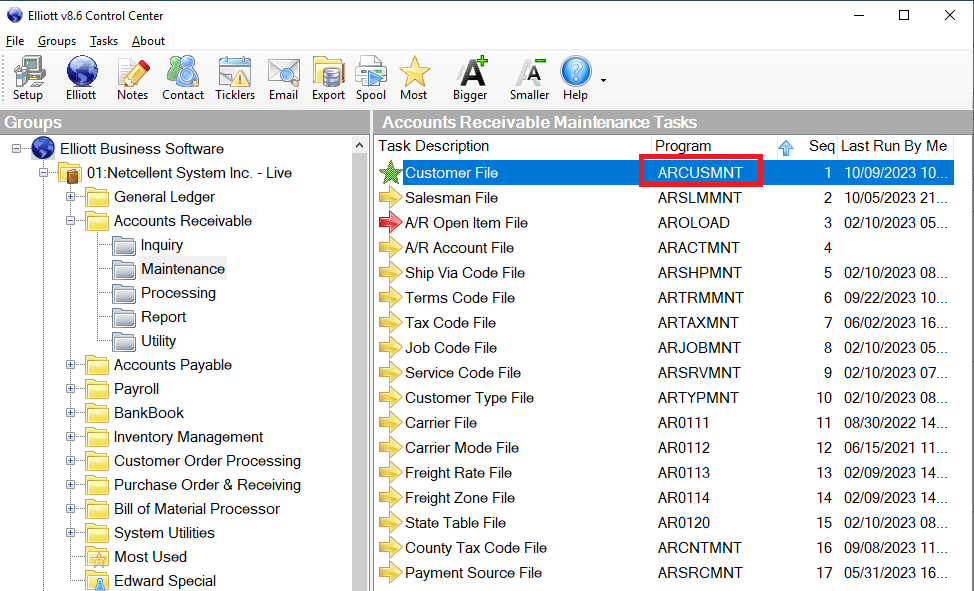 Elliott v8.6 Control Center
File Groups Tasks About
Setup Elliott Notes Contact Ticklers Email Export Spool Most Bigger Smaller Help
Groups
Elliott Business Software
01:Netcellent System Inc. - Live
General Ledger
Accounts Receivable
Inquiry
Maintenance
Processing
Report
Utility
Accounts Payable
Payroll
BankBook
Inventory Management
Customer Order Processing
Purchase Order & Receiving
Bill of Material Processor
System Utilities
Most Used
Edward Special
Accounts Receivable Maintenance Tasks
Task Description Program Seq Last Run By Me
Customer File ARCUSMNT 1 10/09/2023 10...
Salesman File ARSLMMNT 2 10/05/2023 21...
A/R Open Item File AROLOAD 3 02/10/2023 05...
A/R Account File ARACTMNT 4
Ship Via Code File ARSHPMNT 5 02/10/2023 08...
Terms Code File ARTRMMNT 6 09/22/2023 10...
Tax Code File ARTAXMNT 7 06/02/2023 16...
Job Code File ARJOBMNT 8 02/10/2023 05...
Service Code File ARSRVMNT 9 02/10/2023 07...
Customer Type File ARTYPMNT 10 02/10/2023 08...
Carrier File AR0111 11 08/30/2022 14...
Carrier Mode File AR0112 12 06/15/2021 11...
Freight Rate File AR0113 13 02/09/2023 14...
Freight Zone File AR0114 14 02/09/2023 14...
State Table File AR0120 15 02/10/2023 08...
County Tax Code File ARCNTMNT 16 09/08/2023 11...
Payment Source File ARSRCMNT 17 05/31/2023 16...